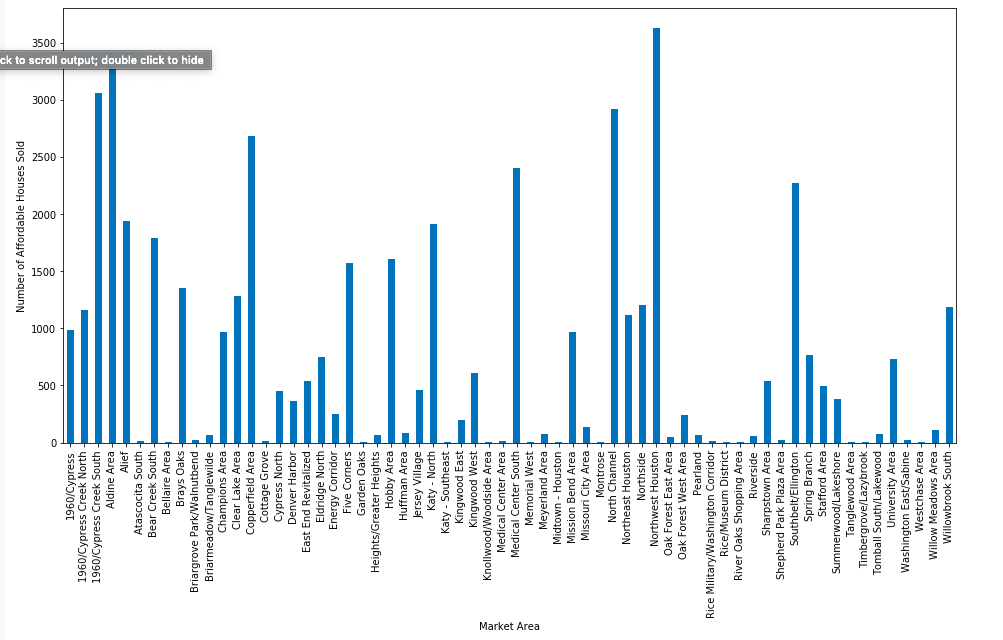 Number of Affordable Houses Sold
3500
ck to scroll output; double click to hide
3000
2500
2000
1500
1000
500
0
1960/Cypress
1960/Cypress Creek North
1960/Cypress Creek South
Aldine Area
Alief
Atascocita South
Bear Creek South
Bellaire Area
Brays Oaks
Briargrove Park/Walnutbend
Briarmeadow/Tanglewilde
Champions Area
Clear Lake Area
Copperfield Area
Cottage Grove
Cypress North
Denver Harbor
East End Revitalized
Eldridge North
Energy Corridor
Five Corners
Garden Oaks
Heights/Greater Heights
Hobby Area
Huffman Area
Jersey Village
Katy - North
Katy - Southeast
Kingwood East
Kingwood West
Knollwood/Woodside Area
Medical Center Area
Medical Center South
Memorial West
Meyerland Area
Midtown - Houston
Mission Bend Area
Missouri City Area
Montrose
North Channel
Northeast Houston
Northside
Northwest Houston
Oak Forest East Area
Oak Forest West Area
Pearland
Rice Military/Washington Corridor
Rice/Museum District
River Oaks Shopping Area
Riverside
Sharpstown Area
Shepherd Park Plaza Area
Southbelt/Ellington
Spring Branch
Stafford Area
Summerwood/Lakeshore
Tanglewood Area
Timbergrove/Lazybrook
Tomball South/Lakewood
University Area
Washington East/Sabine
Westchase Area
Willow Meadows Area
Willowbrook South
Market Area